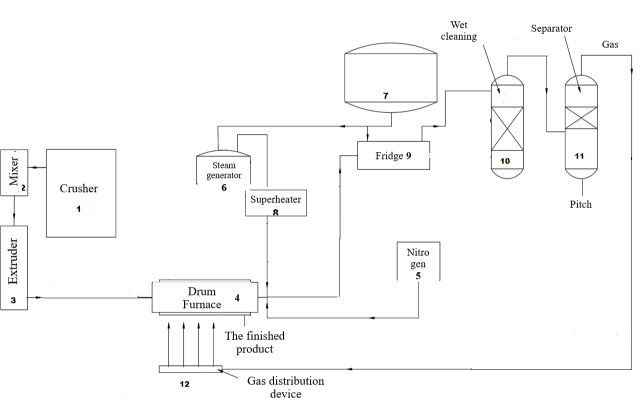 Wet
cleaning
Separator
Gas
7
Fridge 9
Steam
generator
6
10
11
Mixer
2
Crusher
1
Superheater
8
Pitch
Extruder
3
Nitro
gen
5
Drum
Furnace 4
The finished
product
12
Gas distribution
device